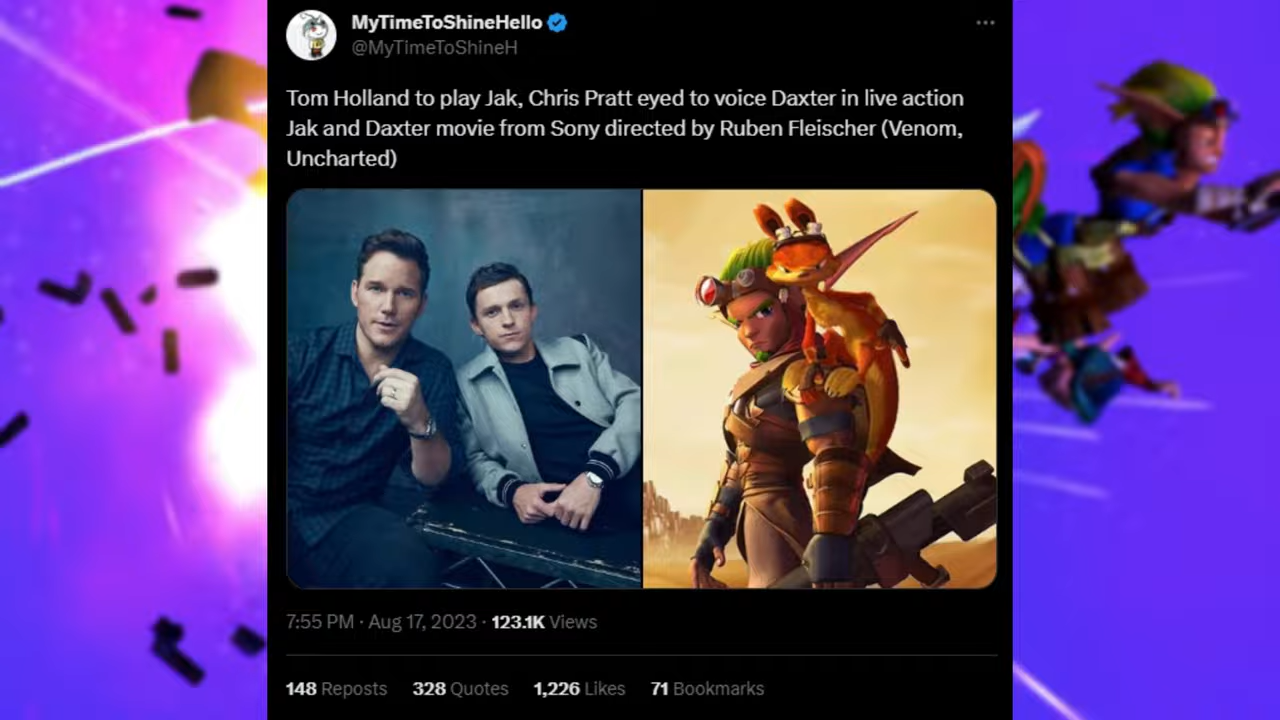 MyTimeToShineHello
@MyTimeToShineH
Tom Holland to play Jak, Chris Pratt eyed to voice Daxter in live action
Jak and Daxter movie from Sony directed by Ruben Fleischer (Venom,
Uncharted)
7:55 PM · Aug 17, 2023 · 123.1K Views
148 Reposts 328 Quotes 1,226 Likes 71 Bookmarks